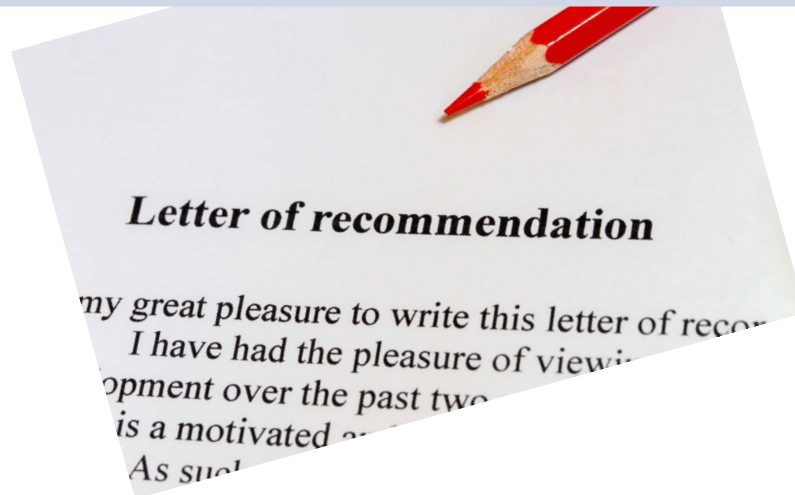 Letter of recommendation
my great pleasure to write this letter of
I have had the pleasure of
over the past two
is a motivated
As